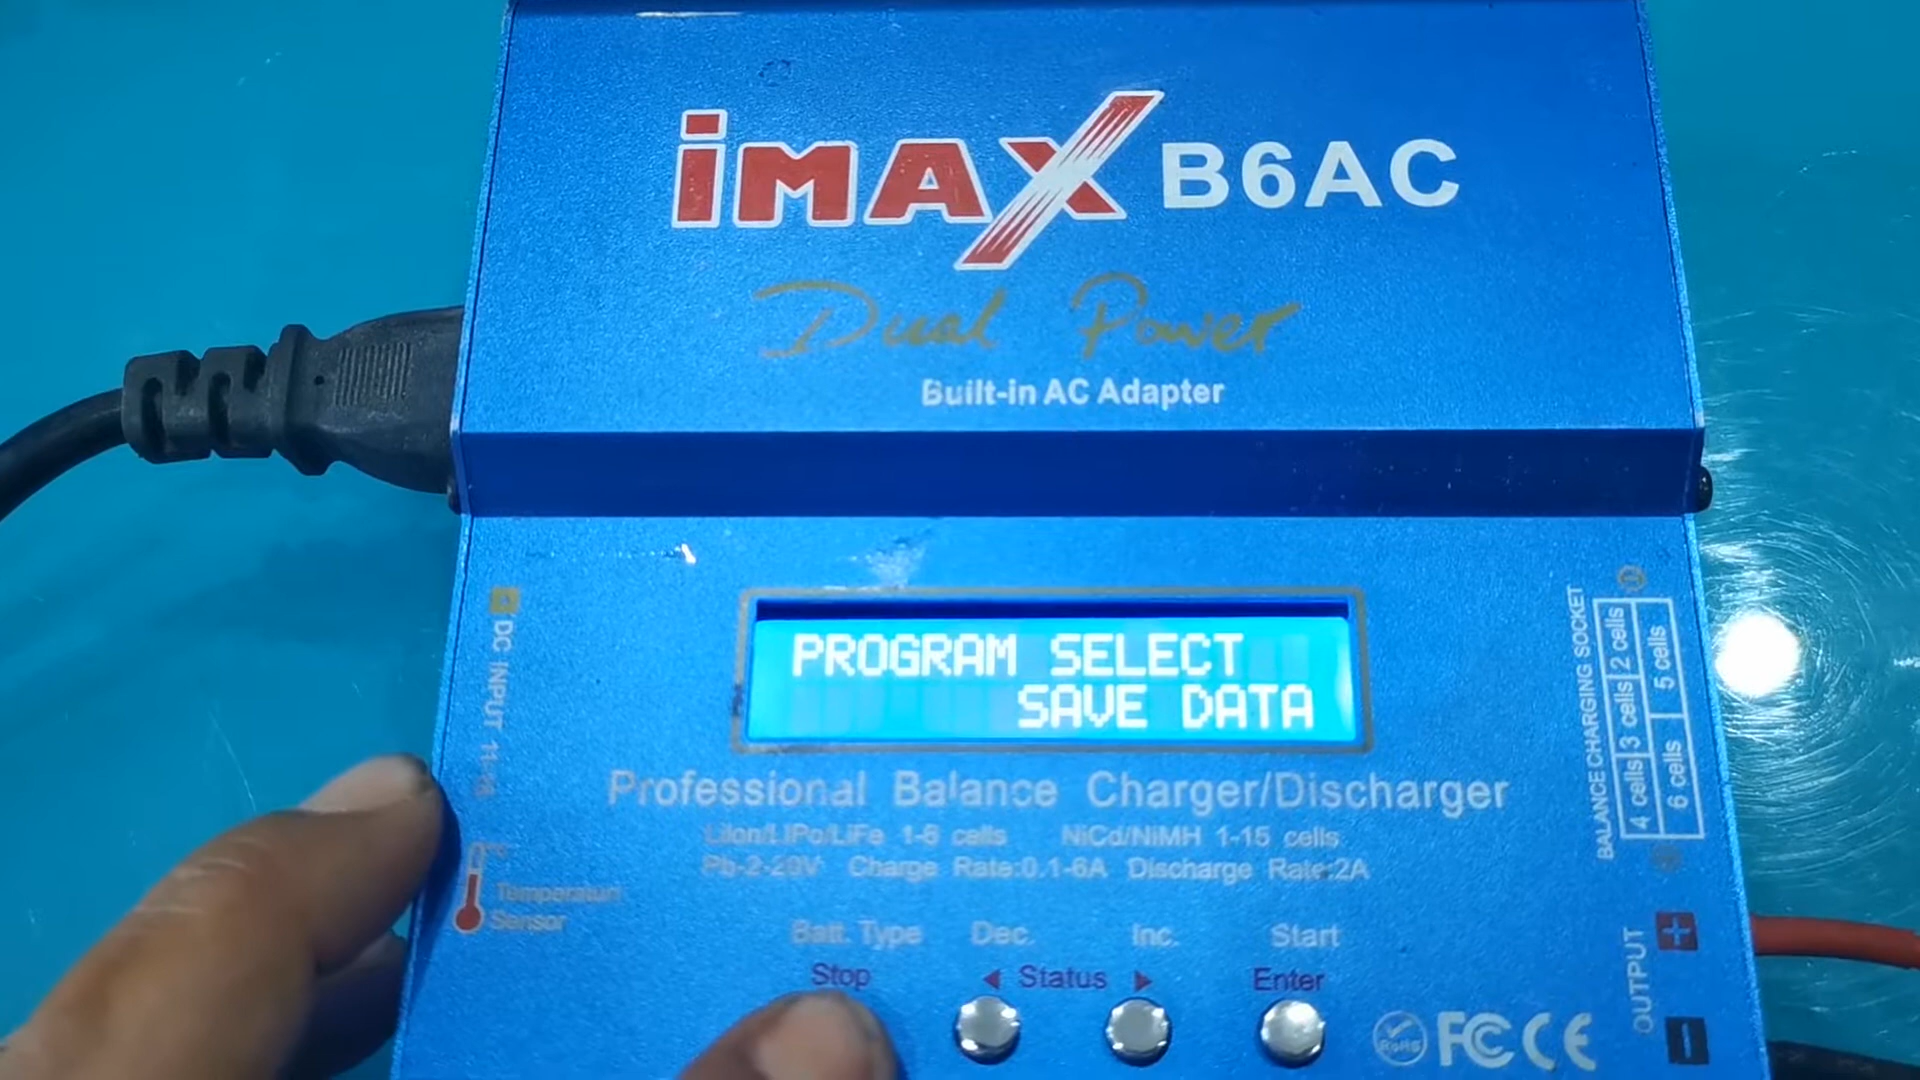 iMAX B6AC
Dual Power
Built-in AC Adapter
PROGRAM SELECT
SAVE DATA
Professional Balance Charger/Discharger
LiIon/LiPo/LiFe 1-6 cells NiCd/NiMH 1-15 cells
Pb-2-20V Charge Rate:0.1-6A Discharge Rate:2A
Batt. Type Dec. Inc. Start
Stop ◀ Status ▶ Enter
DC INPUT
Sensor
BALANCE CHARGING SOCKET
4 cells 3 cells 2 cells
6 cells 5 cells
OUTPUT
+
-
RoHS FC CE